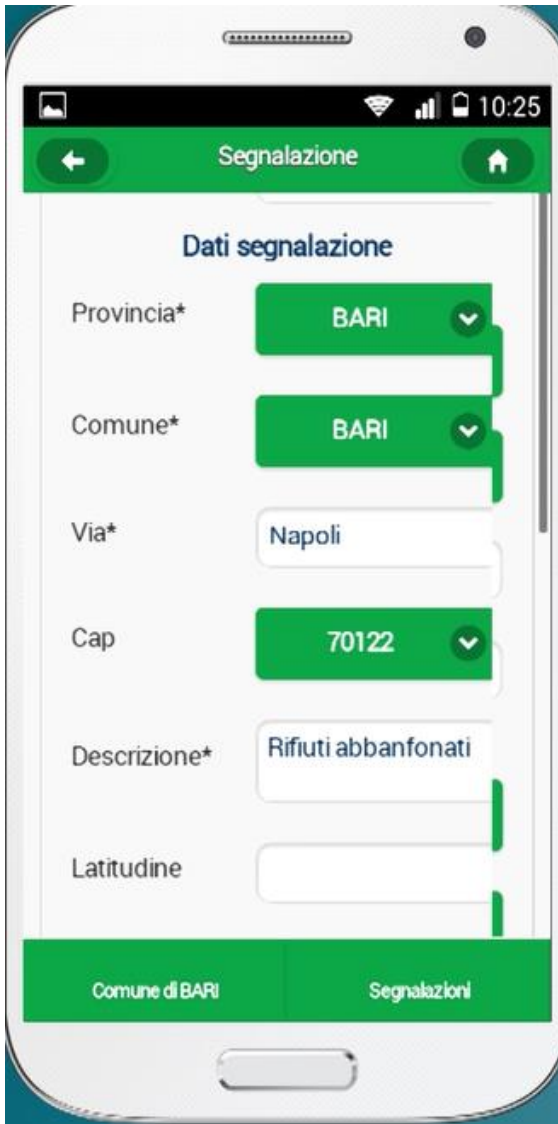 10:25
Segnalazione
Dati segnalazione
Provincia* BARI
Comune* BARI
Via* Napoli
Cap 70122
Descrizione* Rifiuti abbanfonati
Latitudine
Comune di BARI Segnalazioni